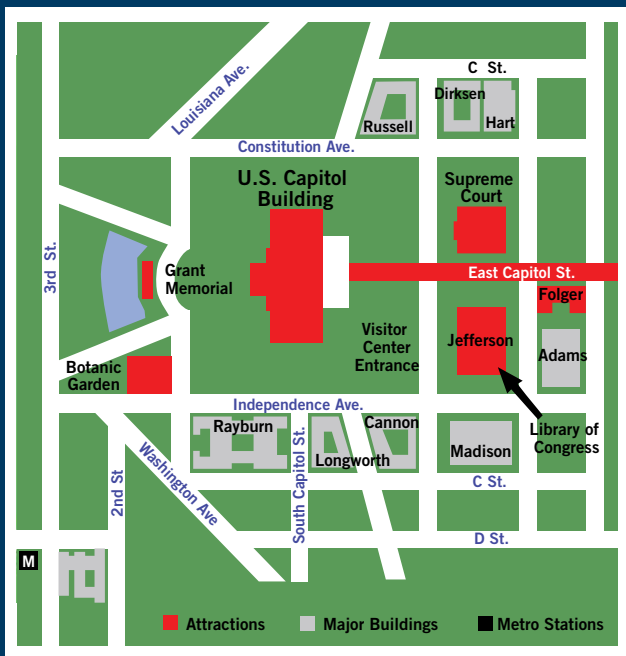 C St.
Louisiana Ave.
Dirksen
Russell
Hart
Constitution Ave.
U.S. Capitol
Building
Supreme
Court
3rd St.
Grant
Memorial
East Capitol St.
Folger
Visitor
Center
Entrance
Jefferson
Adams
Botanic
Garden
Independence Ave.
Rayburn
Cannon
Longworth
Madison
Library of
Congress
Washington Ave
2nd St
South Capitol St.
C St.
D St.
M
Attractions
Major Buildings
Metro Stations